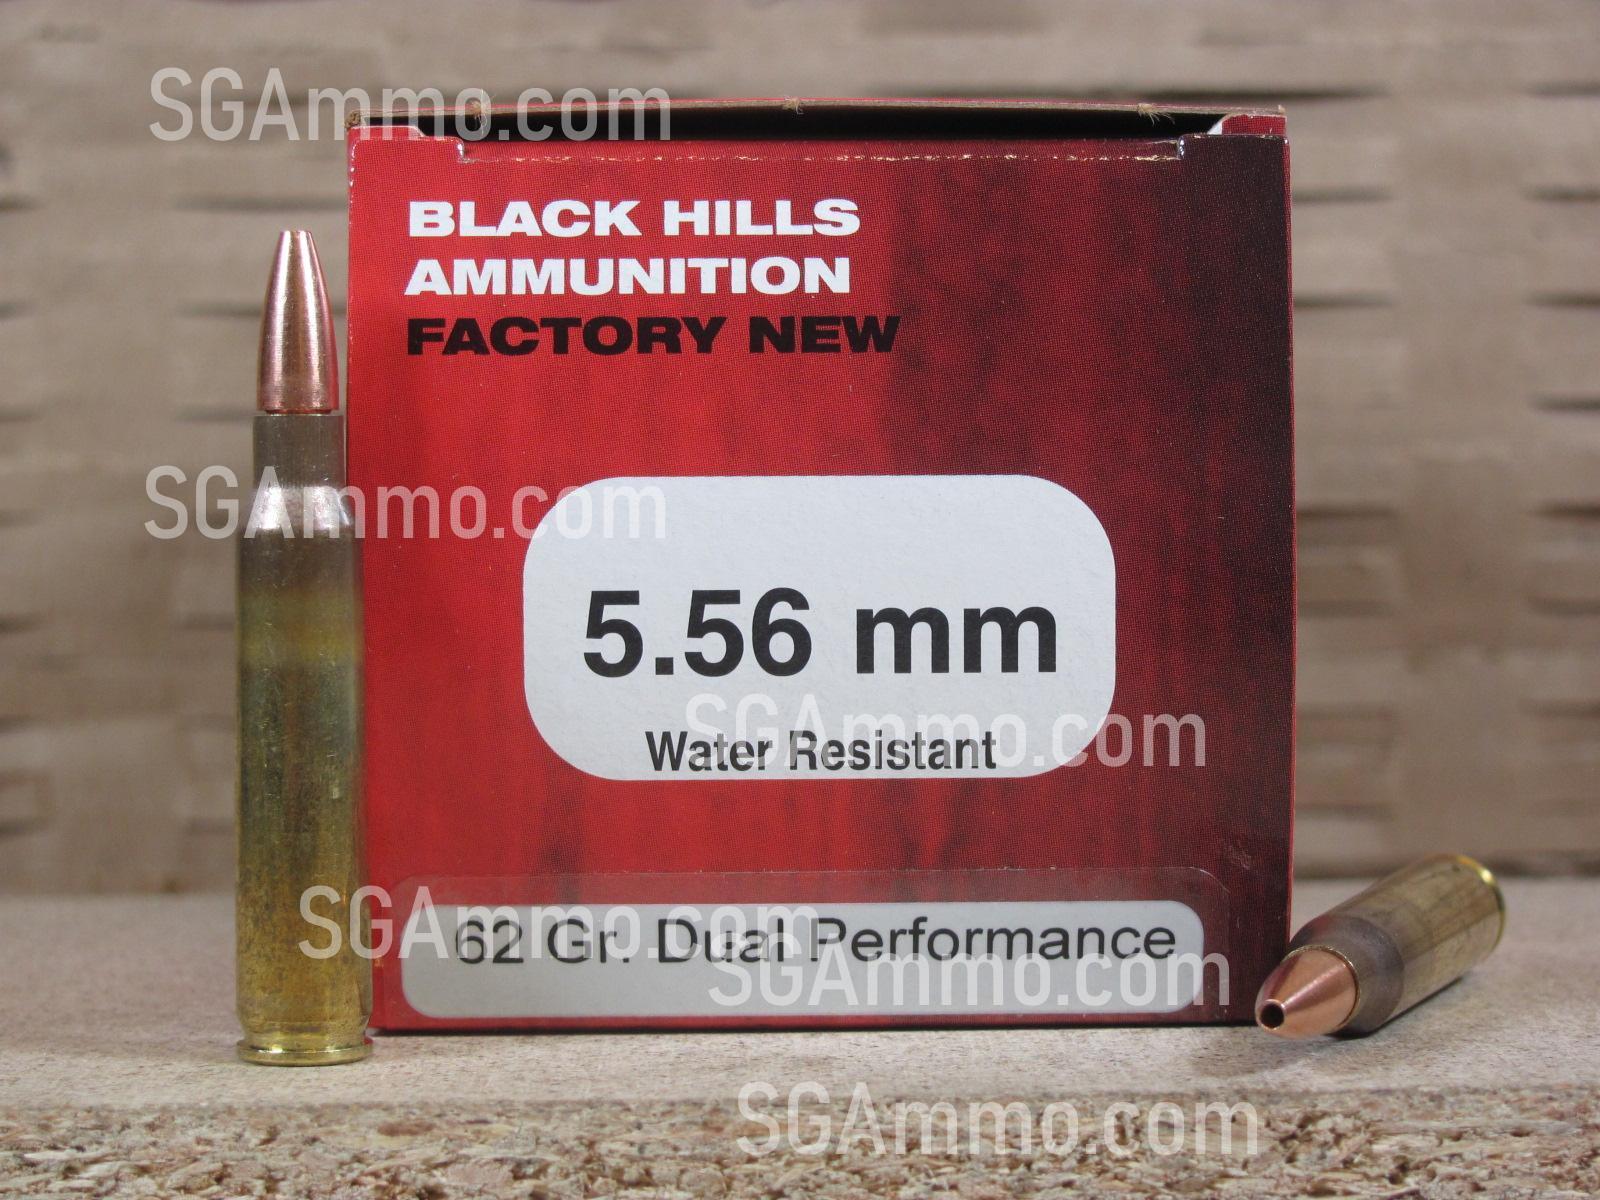 SGAmmo.com
BLACK HILLS
AMMUNITION
FACTORY NEW
SGAmmo.com
5.56 mm
SGAmmo.com
Water Resistant
SGAmmo.com
62 Gr. Dual Performance
SGAmmo.com
SGAmmo.com